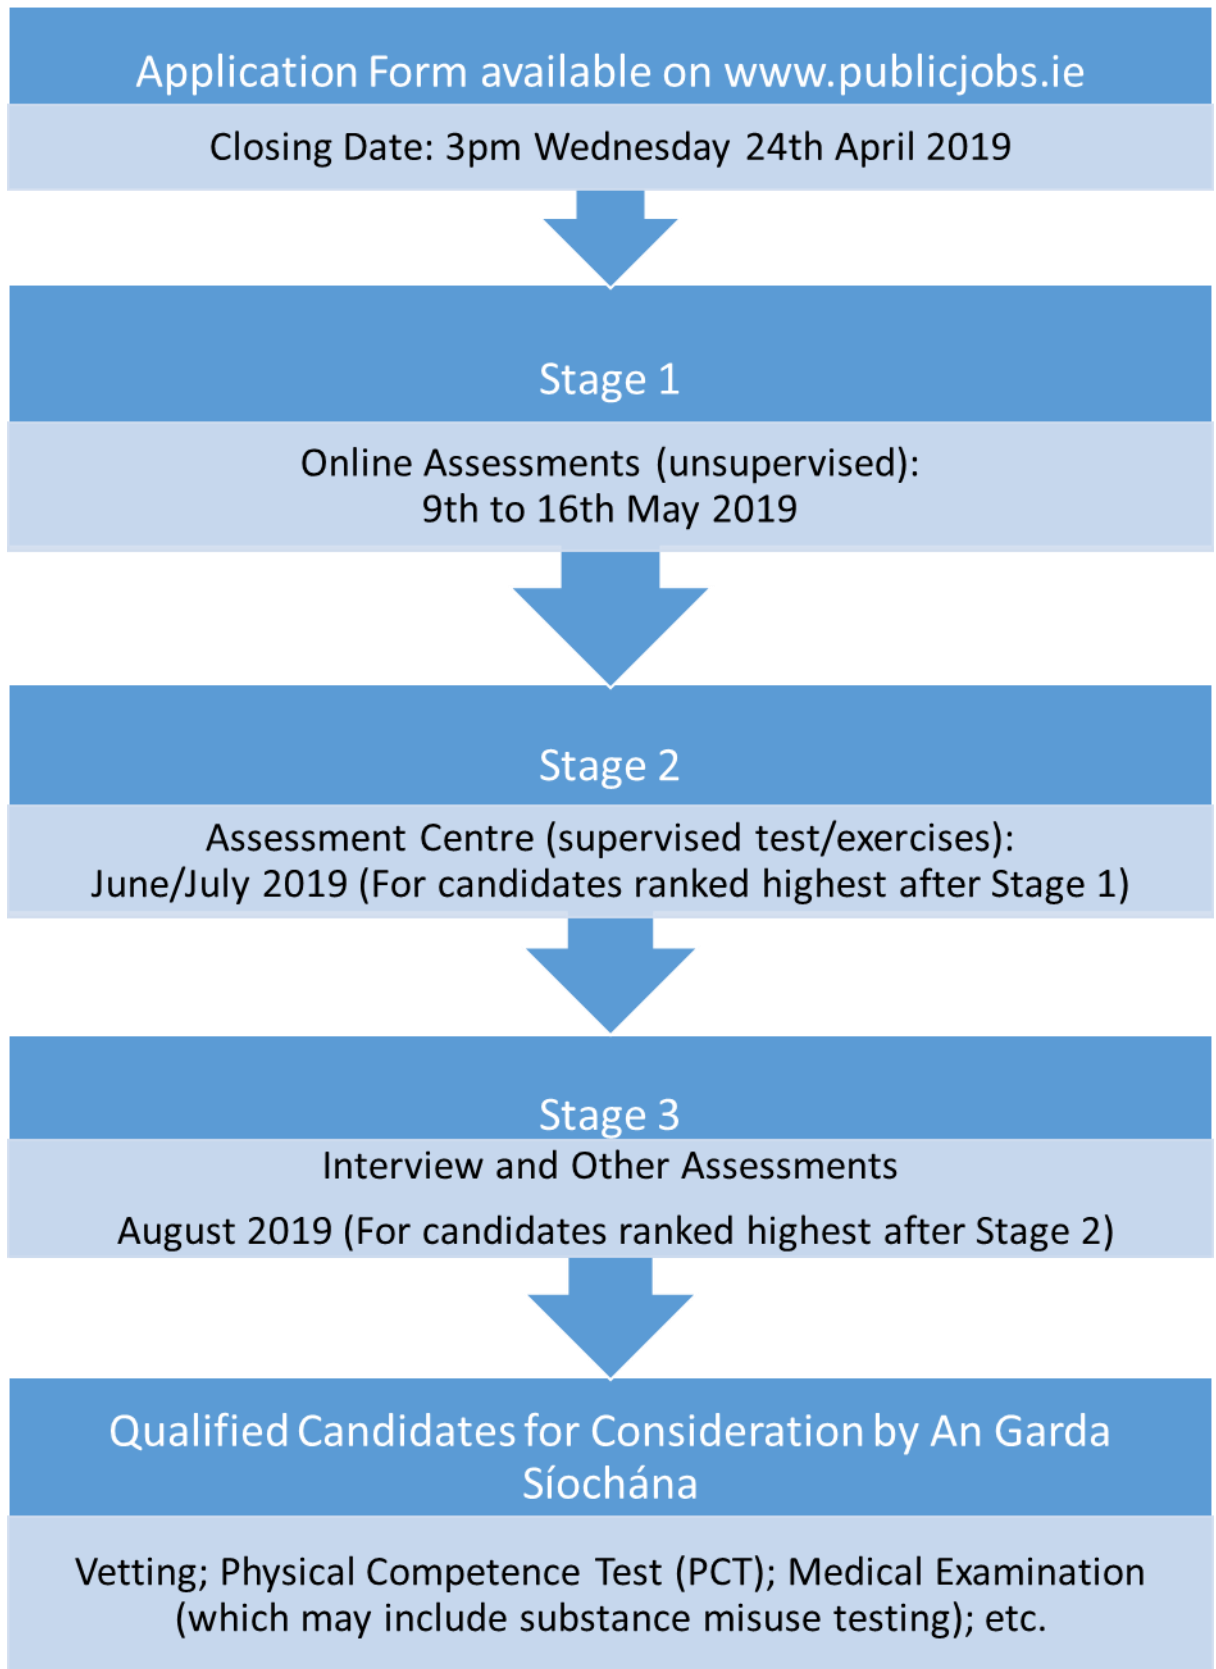 Application Form available on www.publicjobs.ie
Closing Date: 3pm Wednesday 24th April 2019
Stage 1
Online Assessments (unsupervised):
9th to 16th May 2019
Stage 2
Assessment Centre (supervised test/exercises):
June/July 2019 (For candidates ranked highest after Stage 1)
Stage 3
Interview and Other Assessments
August 2019 (For candidates ranked highest after Stage 2)
Qualified Candidates for Consideration by An Garda
Síochána
Vetting; Physical Competence Test (PCT); Medical Examination
(which may include substance misuse testing); etc.